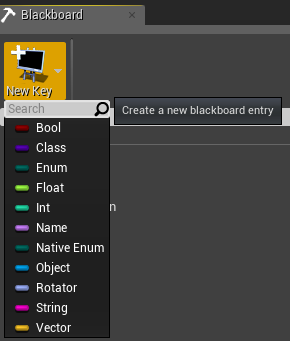 Blackboard
New Key
Search
Create a new blackboard entry
Bool
Class
Enum
Float
Int
Name
Native Enum
Object
Rotator
String
Vector